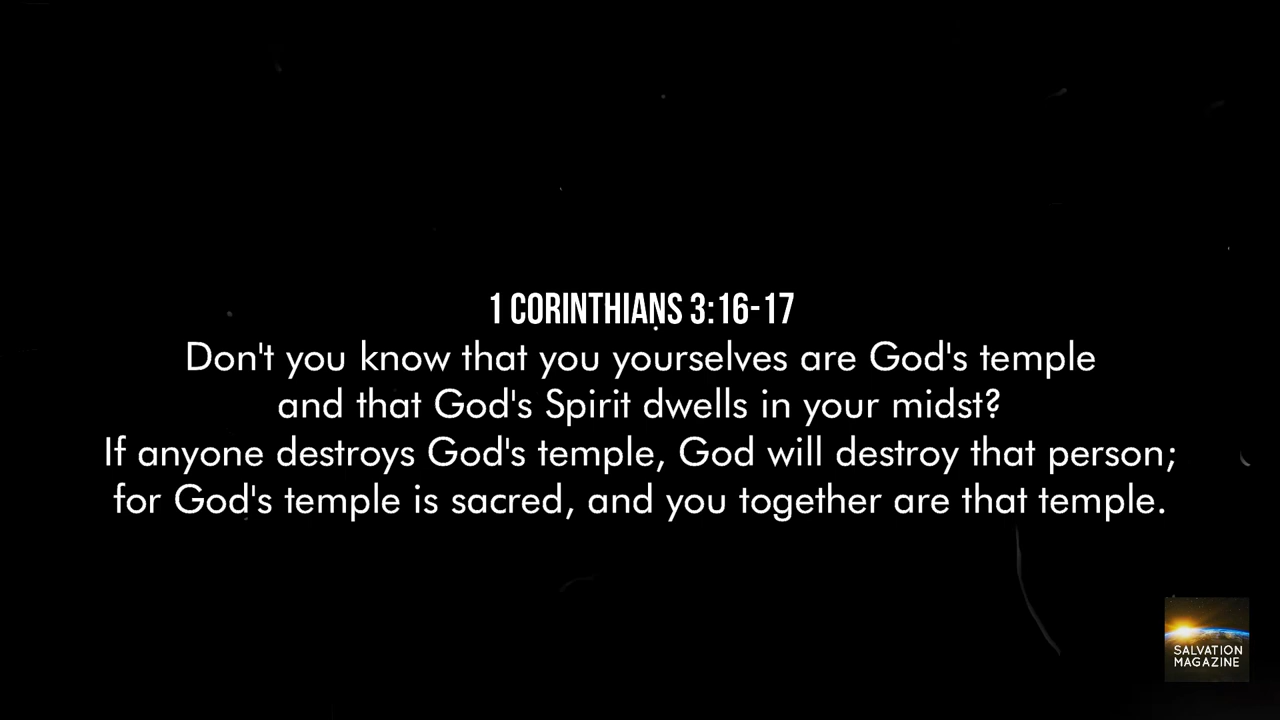 1 CORINTHIANS 3:16-17
Don't you know that you yourselves are God's temple
and that God's Spirit dwells in your midst?
If anyone destroys God's temple, God will destroy that person;
for God's temple is sacred, and you together are that temple.
SALVATION
MAGAZINE